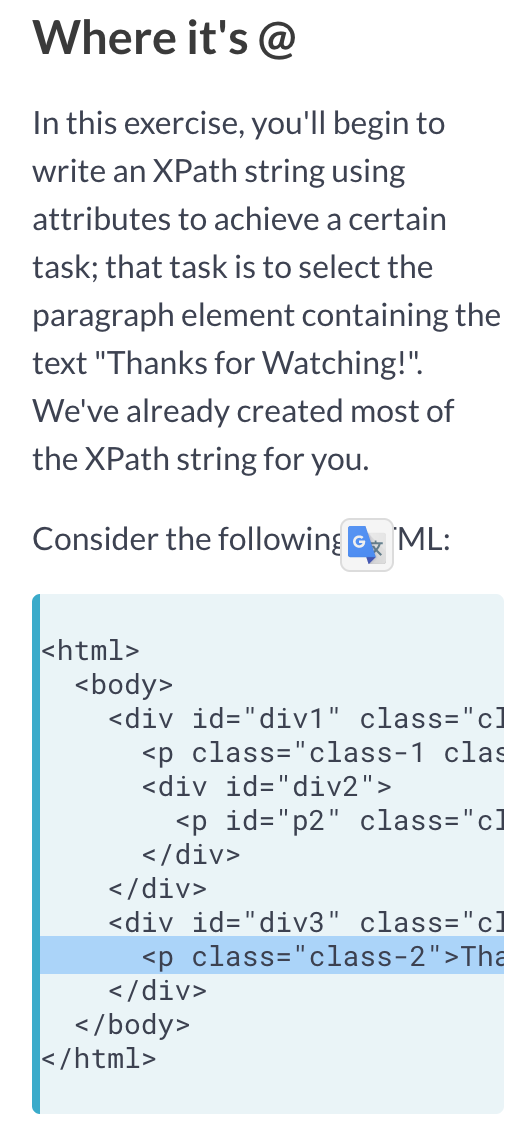 Where it's @
In this exercise, you'll begin to
write an XPath string using
attributes to achieve a certain
task; that task is to select the
paragraph element containing the
text "Thanks for Watching!".
We've already created most of
the XPath string for you.
Consider the following TML:
<html>
<body>
<div id="div1" class="cl
<p class="class-1 clas
<div id="div2">
<p id="p2" class="cl
</div>
</div>
<div id="div3" class="cl
<p class="class-2">Tha
</div>
</body>
</html>